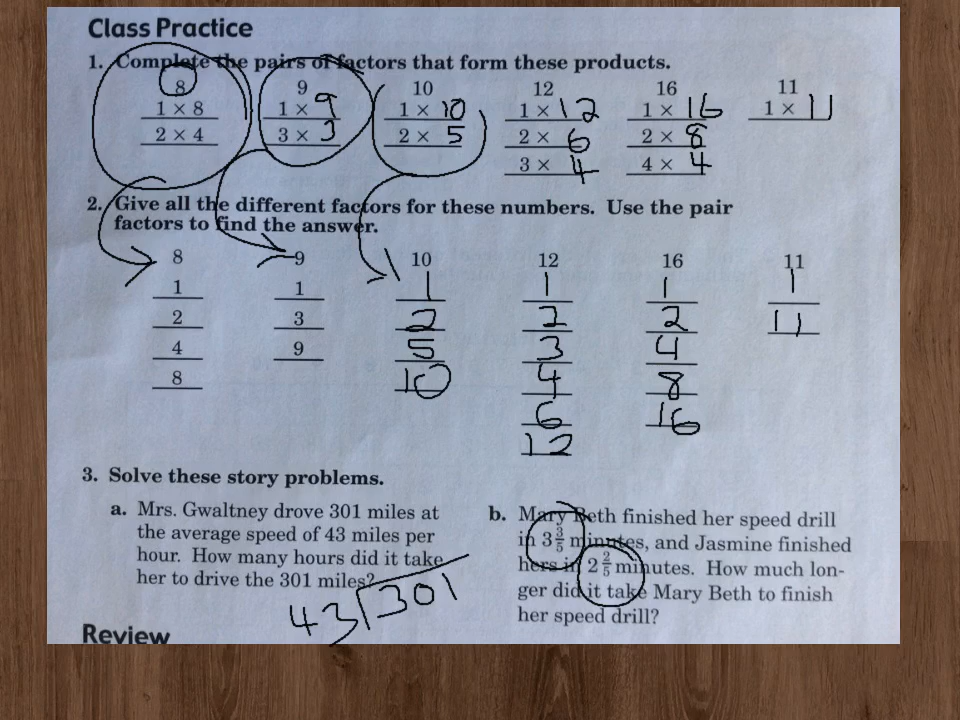 Class Practice
1. Complete the pairs of factors that form these products.
8 9 10 12 16 11
1 × 8 1 × 9 1 × 10 1 × 12 1 × 16 1 × 11
2 × 4 3 × 3 2 × 5 2 × 6 2 × 8
3 × 4 4 × 4
2. Give all the different factors for these numbers. Use the pair
factors to find the answer.
8 9 10 12 16 11
1 1 1 1 1 1
2 3 2 2 2 11
4 9 5 3 4
8 10 4 8
6 16
12
3. Solve these story problems.
a. Mrs. Gwaltney drove 301 miles at
the average speed of 43 miles per
hour. How many hours did it take
her to drive the 301 miles?
43 301
b. Mary Beth finished her speed drill
in 3 3/5 minutes, and Jasmine finished
hers in 2 2/5 minutes. How much lon-
ger did it take Mary Beth to finish
her speed drill?
Review